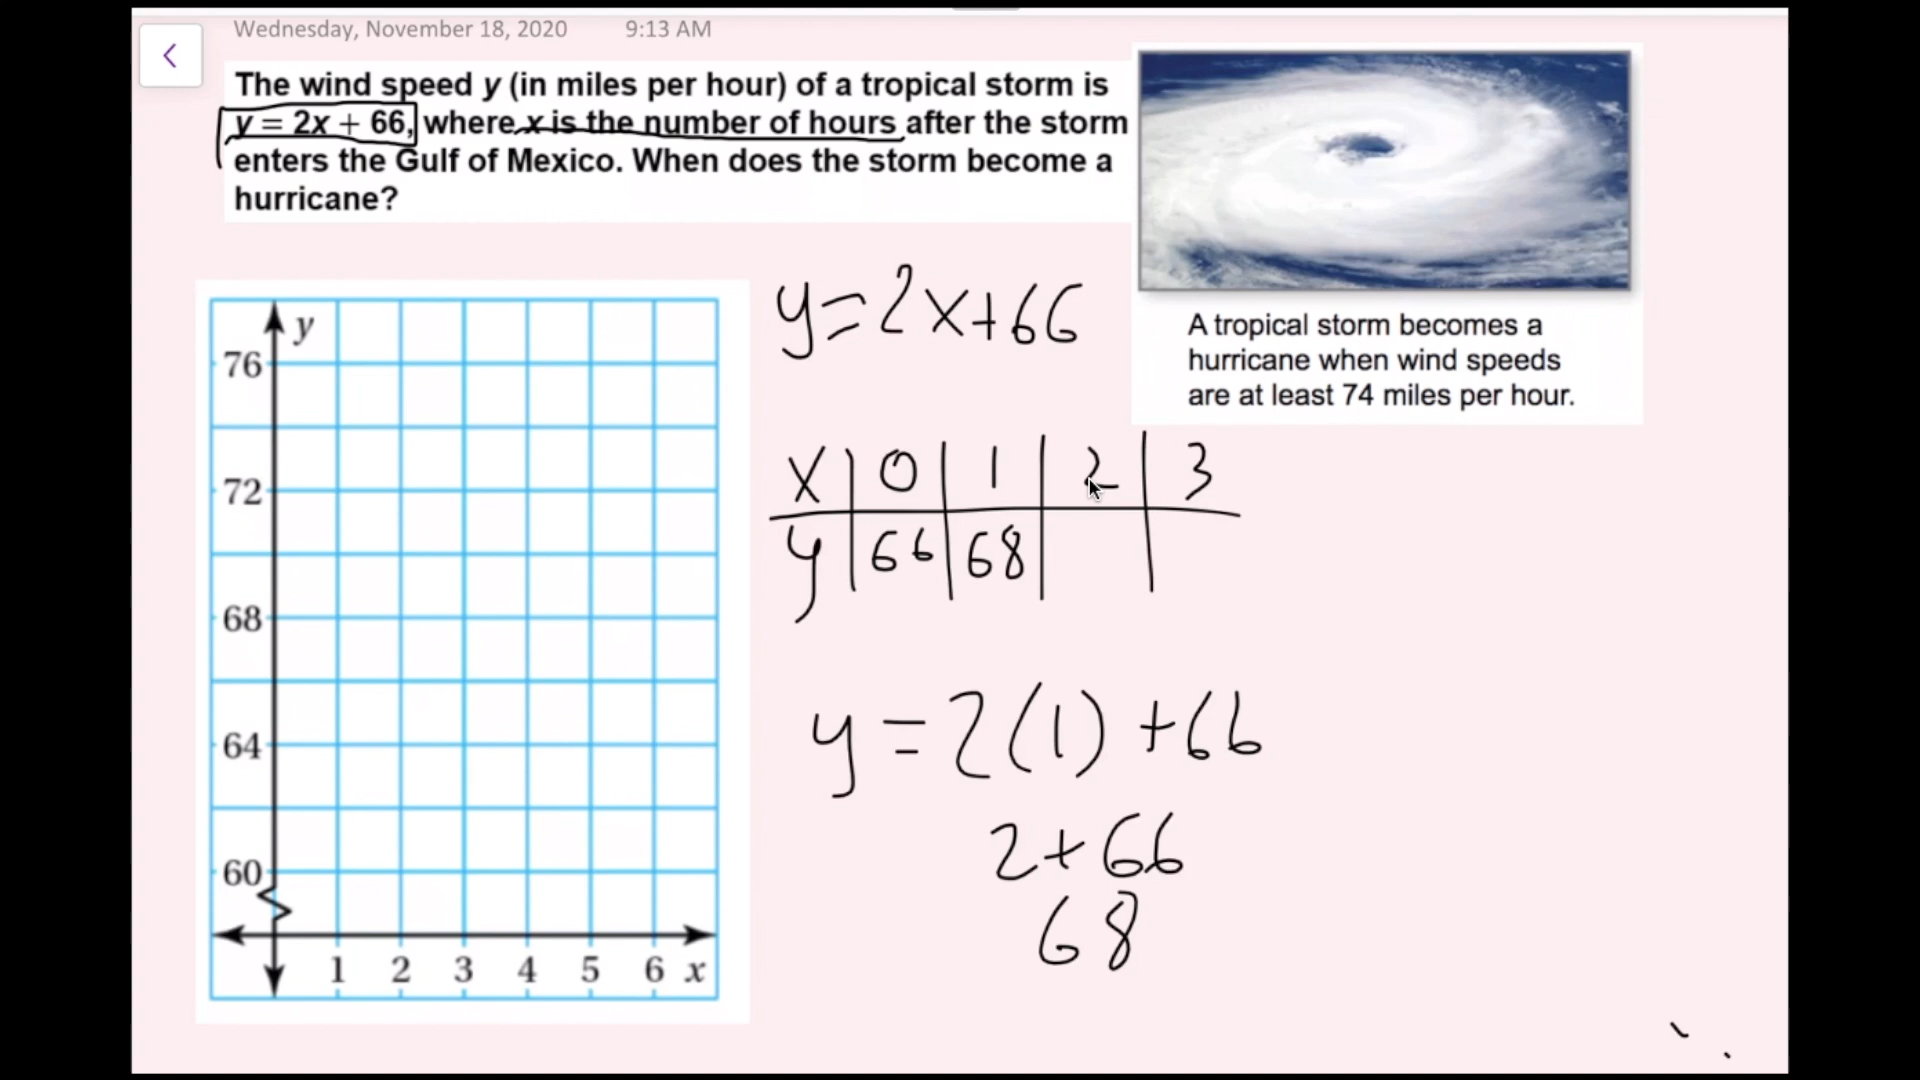 Wednesday, November 18, 2020 9:13 AM
The wind speed y (in miles per hour) of a tropical storm is
y = 2x + 66, where x is the number of hours after the storm
enters the Gulf of Mexico. When does the storm become a
hurricane?
A tropical storm becomes a
hurricane when wind speeds
are at least 74 miles per hour.
y
76
72
68
64
60
1 2 3 4 5 6 x
y=2x+66
x 0 1 2 3
y 66 68
y = 2(1) +66
2+66
68